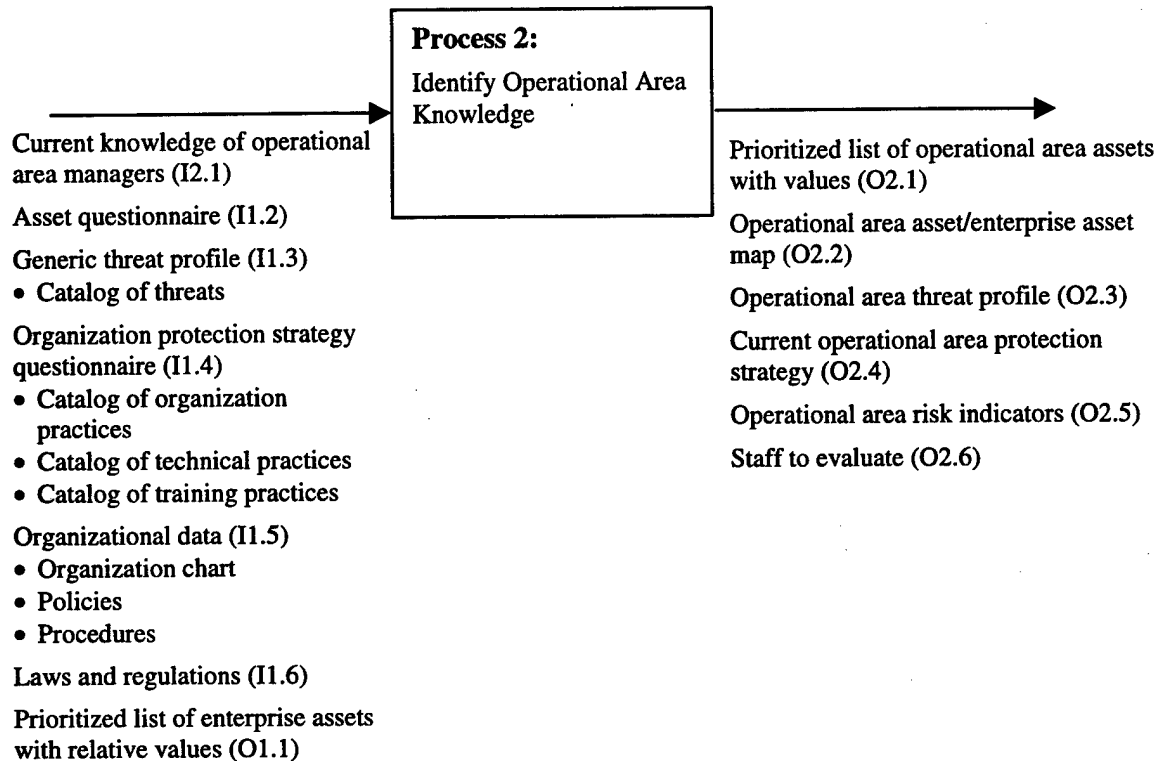 Process 2:
Identify Operational Area
Knowledge
Current knowledge of operational
area managers (I2.1)
Asset questionnaire (I1.2)
Generic threat profile (I1.3)
• Catalog of threats
Organization protection strategy
questionnaire (I1.4)
• Catalog of organization
practices
• Catalog of technical practices
• Catalog of training practices
Organizational data (I1.5)
• Organization chart
• Policies
• Procedures
Laws and regulations (I1.6)
Prioritized list of enterprise assets
with relative values (O1.1)
Prioritized list of operational area assets
with values (O2.1)
Operational area asset/enterprise asset
map (O2.2)
Operational area threat profile (O2.3)
Current operational area protection
strategy (O2.4)
Operational area risk indicators (O2.5)
Staff to evaluate (O2.6)